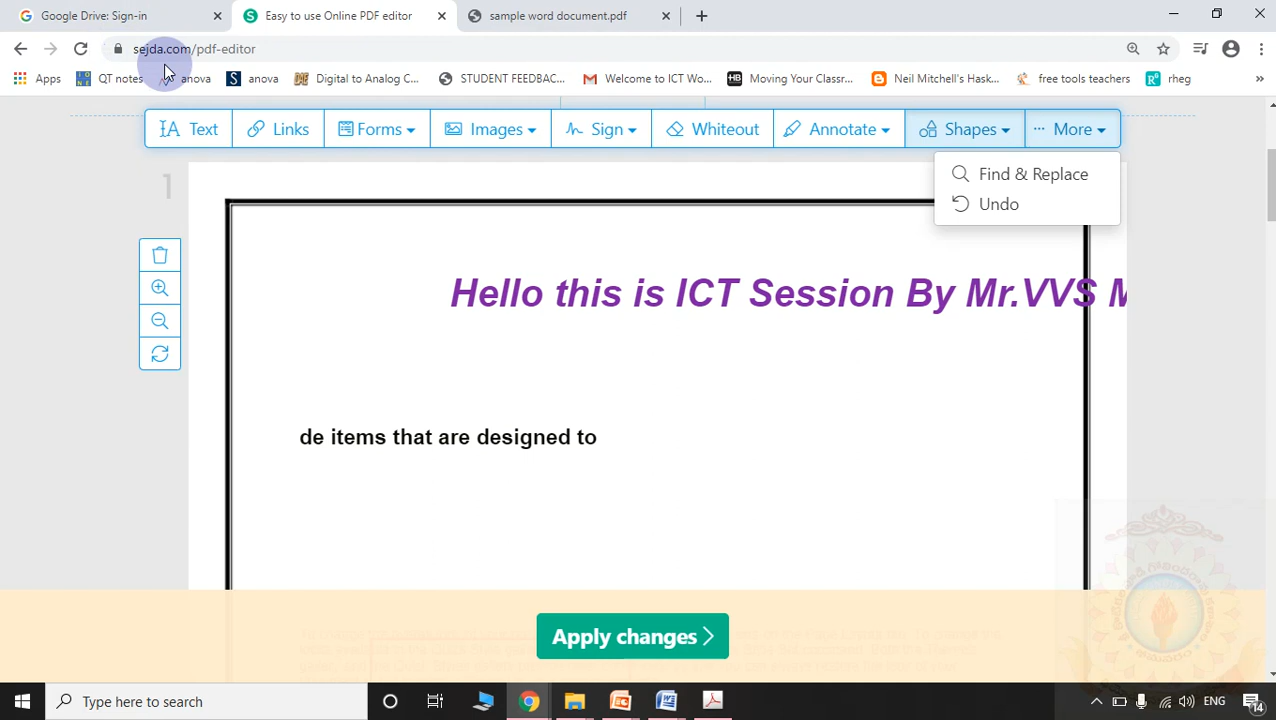 Google Drive: Sign-in
Easy to use Online PDF editor
sample word document.pdf
sejda.com/pdf-editor
Apps
QT notes
anova
anova
Digital to Analog C...
STUDENT FEEDBAC...
Welcome to ICT Wo...
Moving Your Classr...
Neil Mitchell's Hask...
free tools teachers
rheg
Text
Links
Forms
Images
Sign
Whiteout
Annotate
Shapes
More
Find & Replace
Undo
1
Hello this is ICT Session By Mr.VVS M
de items that are designed to
Apply changes
Type here to search
ENG
14